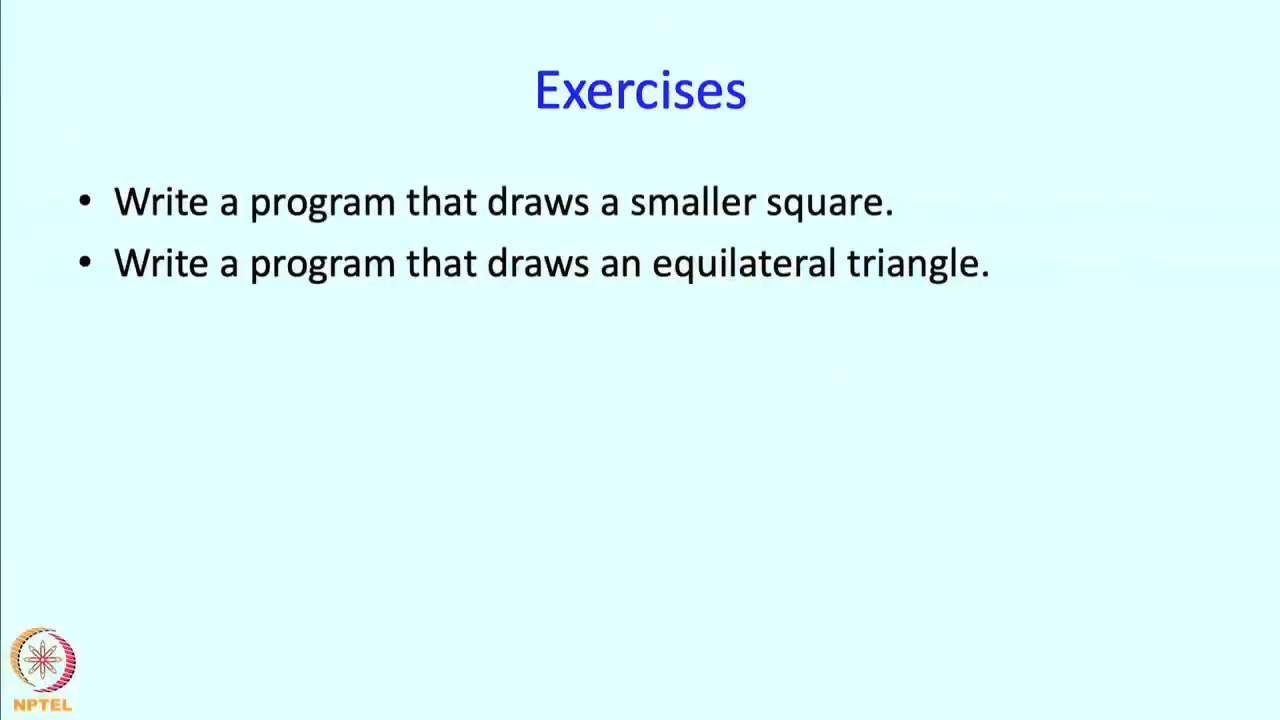 Exercises
• Write a program that draws a smaller square.
• Write a program that draws an equilateral triangle.
NPTEL